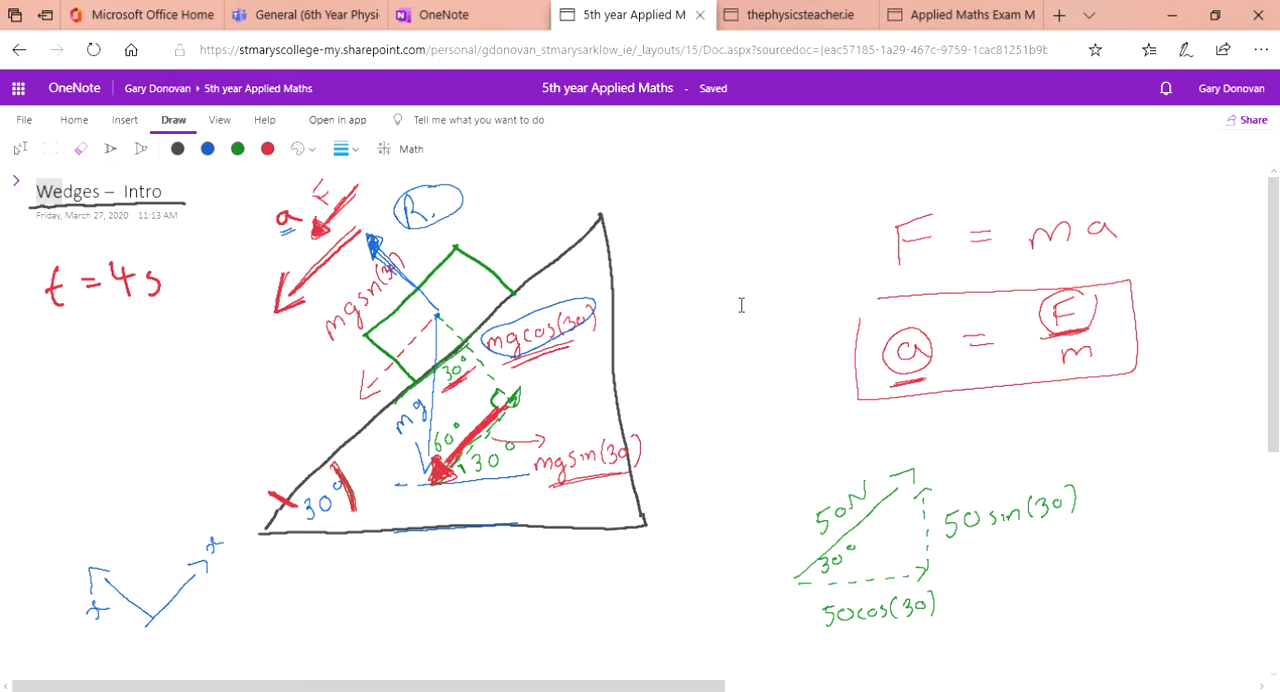 Microsoft Office Home
General (6th Year Physi
OneNote
5th year Applied M
thephysicsteacher.ie
Applied Maths Exam M
https://stmaryscollege-my.sharepoint.com/personal/gdonovan_stmarysarklow_ie/_layouts/15/Doc.aspx?sourcedoc={eac57185-1a29-467c-9759-1cac81251b9b
OneNote
Gary Donovan › 5th year Applied Maths
5th year Applied Maths - Saved
Gary Donovan
File Home Insert Draw View Help Open in app Tell me what you want to do
Share
Math
Wedges – Intro
Friday, March 27, 2020 11:13 AM
t = 4s
a
F
R
mgsin(30)
mgcos(30)
30°
mg
60°
30°
mgsin(30)
30°
F = ma
a = F
m
50N
30°
50sin(30)
50cos(30)